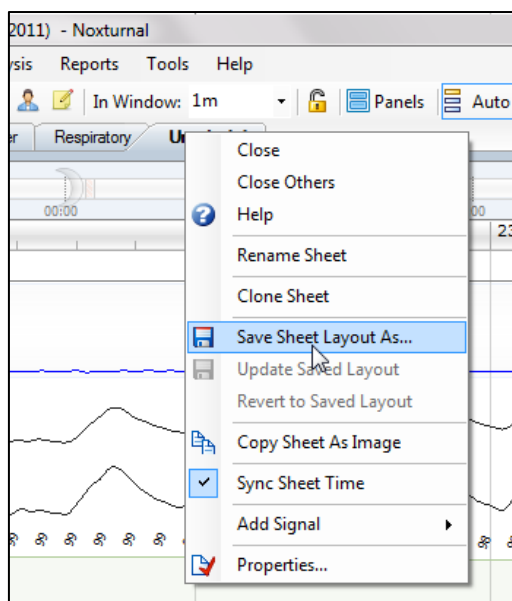 2011) - Noxturnal
ysis Reports Tools Help
In Window: 1m Panels Auto
er Respiratory Un
Close
Close Others
00:00 Help 00
23
Rename Sheet
Clone Sheet
Save Sheet Layout As...
Update Saved Layout
Revert to Saved Layout
Copy Sheet As Image
Sync Sheet Time
Add Signal
Properties...